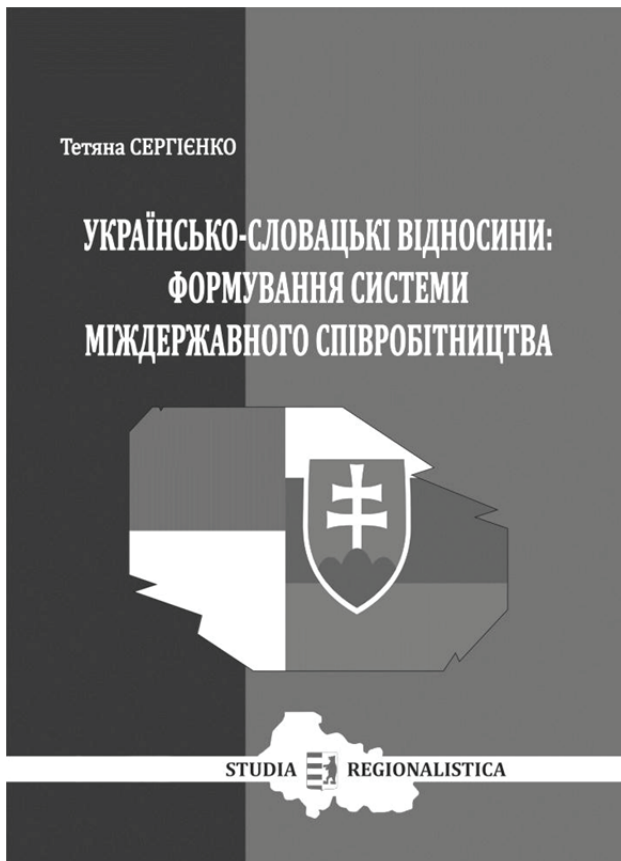 Тетяна СЕРГІЄНКО
УКРАЇНСЬКО-СЛОВАЦЬКІ ВІДНОСИНИ:
ФОРМУВАННЯ СИСТЕМИ
МІЖДЕРЖАВНОГО СПІВРОБІТНИЦТВА
STUDIA REGIONALISTICA